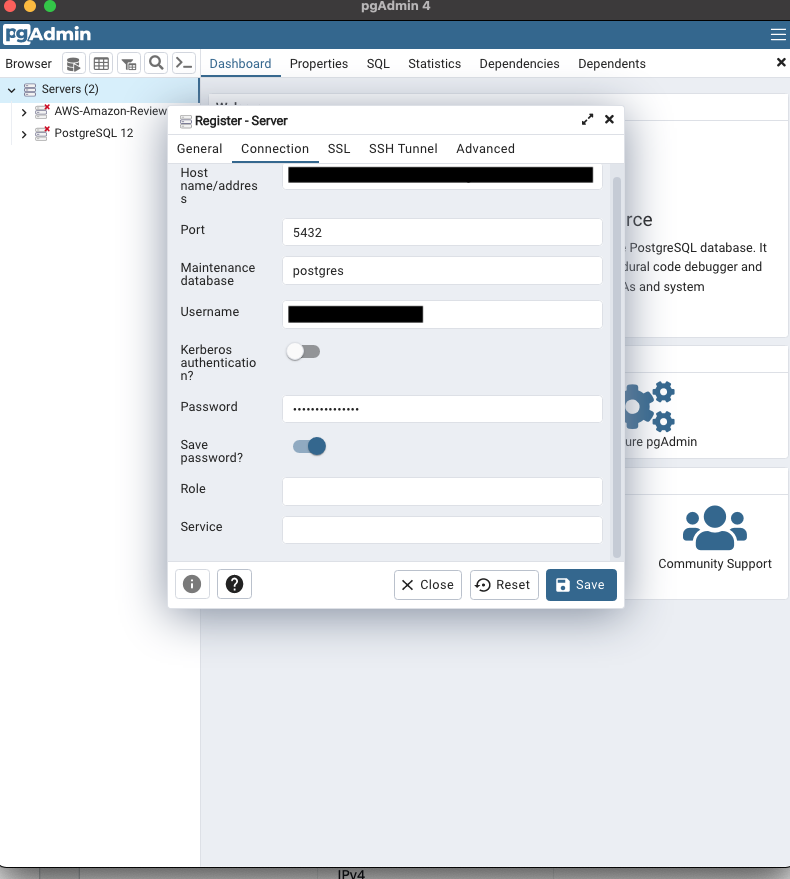 pgAdmin 4
pgAdmin
Browser
Dashboard Properties SQL Statistics Dependencies Dependents
Servers (2)
AWS-Amazon-Review
PostgreSQL 12
Register - Server
General Connection SSL SSH Tunnel Advanced
Host
name/addres
s
Port
5432
Maintenance
database
postgres
Username
Kerberos
authenticatio
n?
Password
•••••••••••••••
Save
password?
Role
Service
Close Reset Save
rce
PostgreSQL database. It
dural code debugger and
As and system
ure pgAdmin
Community Support
IPv4